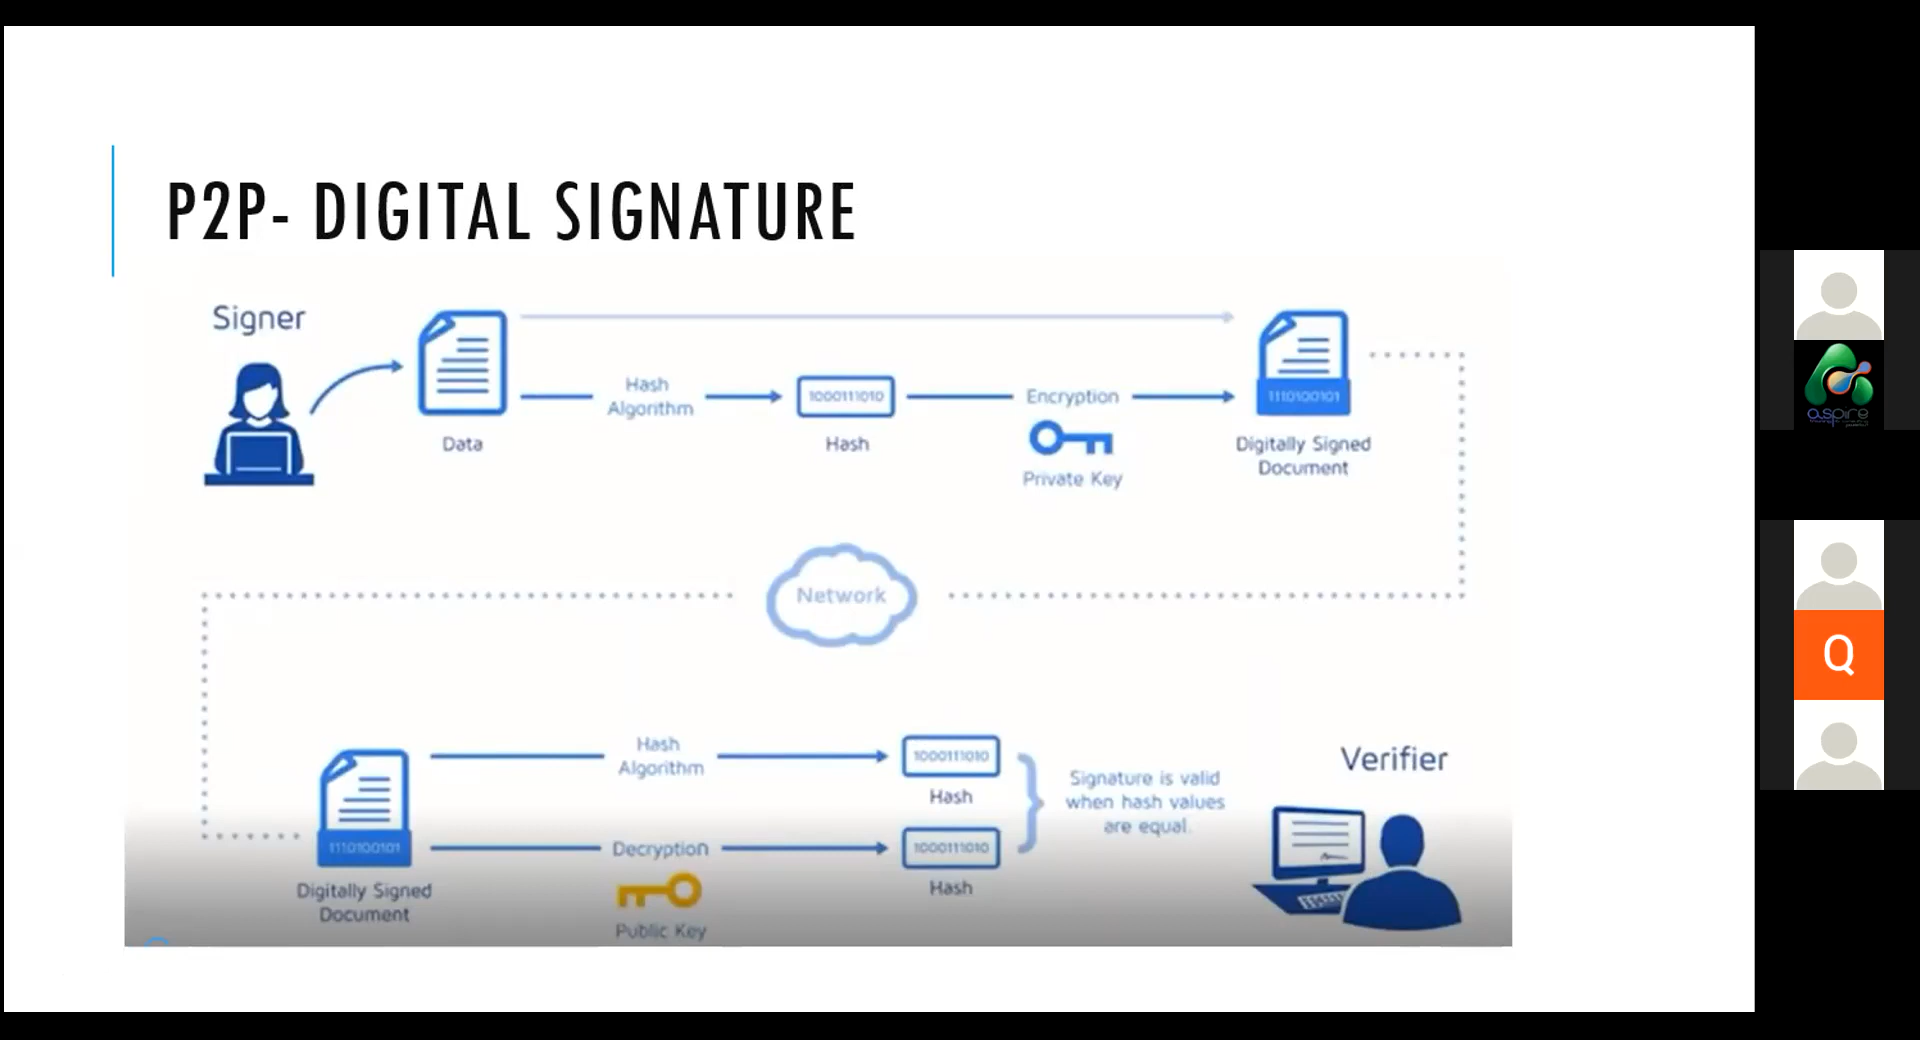 P2P- DIGITAL SIGNATURE
Signer
Data
Hash
Algorithm
1000111010
Hash
Encryption
Private Key
1110100101
Digitally Signed
Document
Network
1110100101
Digitally Signed
Document
Hash
Algorithm
1000111010
Hash
Decryption
Public Key
1000111010
Hash
Signature is valid
when hash values
are equal.
Verifier
aspire
Q